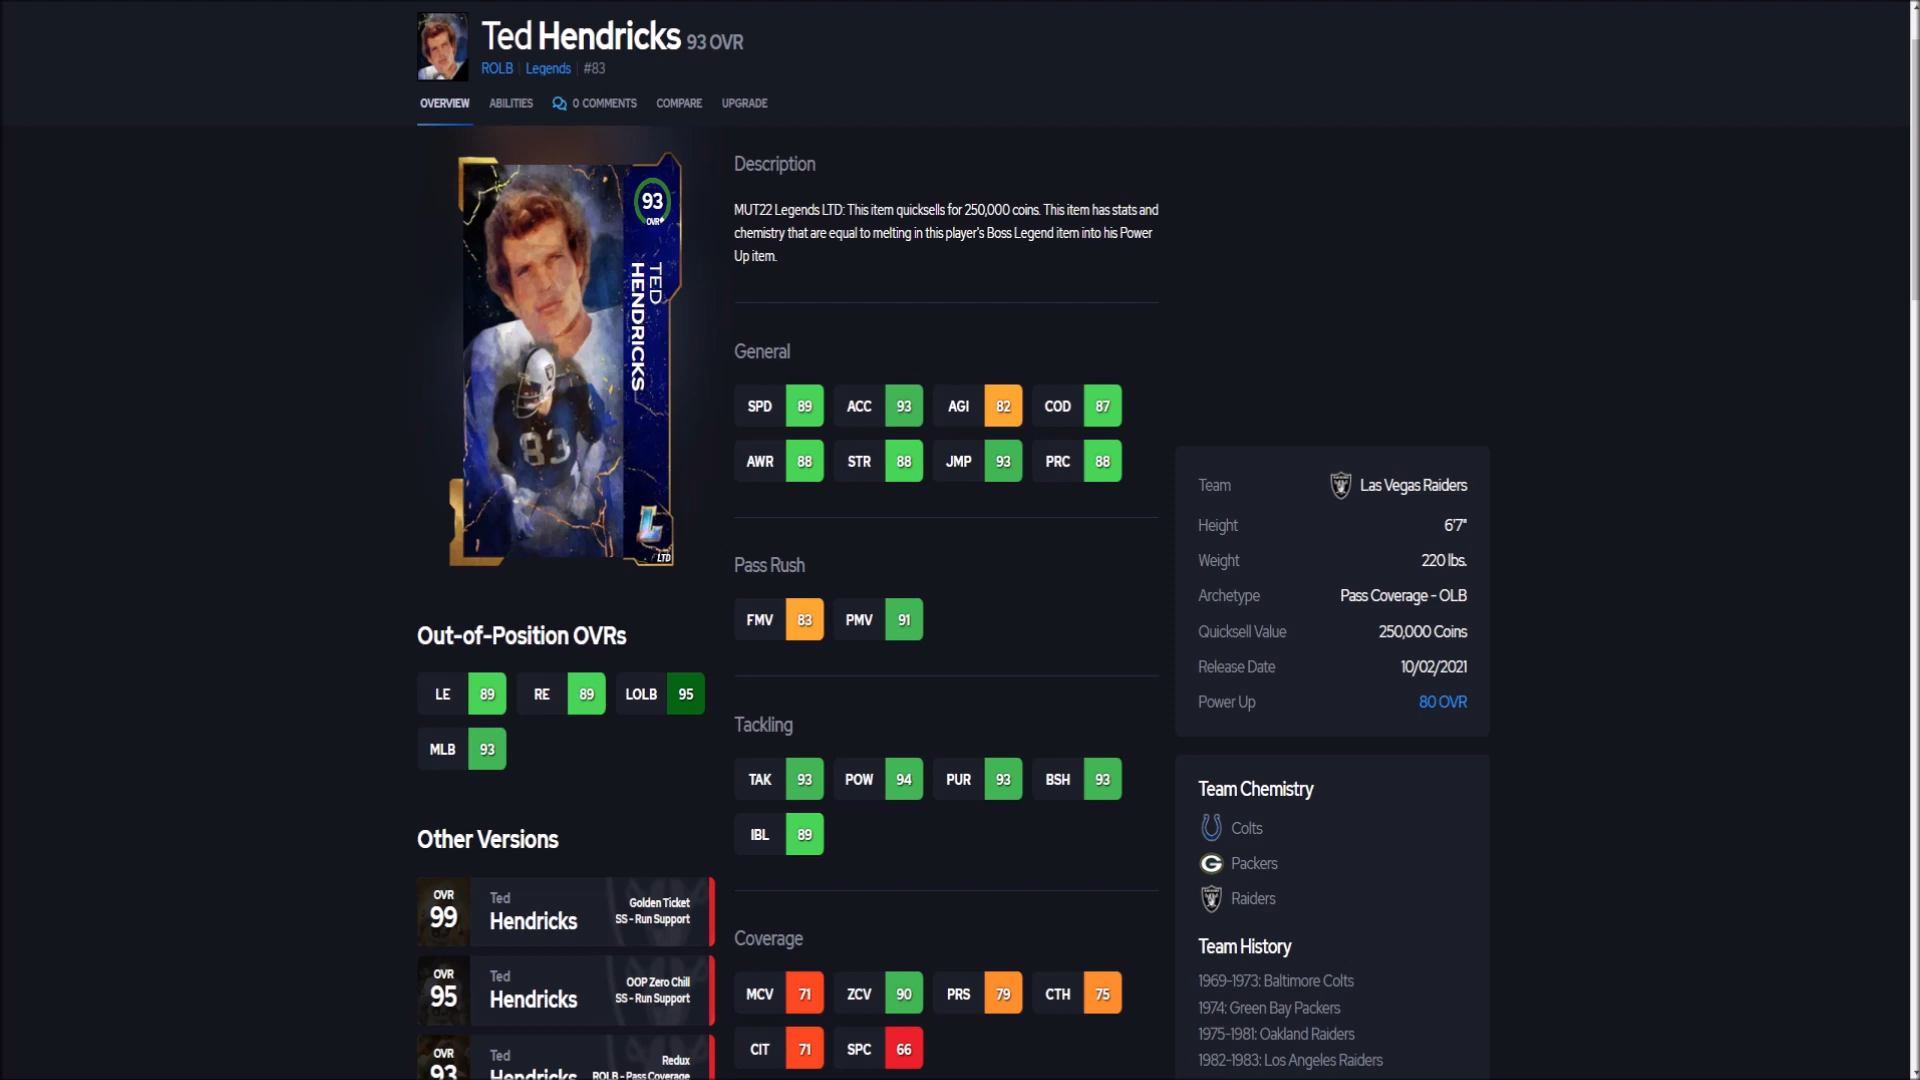 Ted Hendricks 93 OVR
ROLB Legends #83
OVERVIEW ABILITIES 0 COMMENTS COMPARE UPGRADE
93
OVR
TED
HENDRICKS
83
LTD
Out-of-Position OVRs
LE 89 RE 89 LOLB 95
MLB 93
Other Versions
OVR
99
Ted
Hendricks
Golden Ticket
SS - Run Support
OVR
95
Ted
Hendricks
OOP Zero Chill
SS - Run Support
OVR
93
Ted
Hendricks
Redux
ROLB - Pass Coverage
Description
MUT22 Legends LTD: This item quicksells for 250,000 coins. This item has stats and
chemistry that are equal to melting in this player's Boss Legend item into his Power
Up item.
General
SPD 89 ACC 93 AGI 82 COD 87
AWR 88 STR 88 JMP 93 PRC 88
Pass Rush
FMV 83 PMV 91
Tackling
TAK 93 POW 94 PUR 93 BSH 93
IBL 89
Coverage
MCV 71 ZCV 90 PRS 79 CTH 75
CIT 71 SPC 66
Team Las Vegas Raiders
Height 6'7"
Weight 220 lbs.
Archetype Pass Coverage - OLB
Quicksell Value 250,000 Coins
Release Date 10/02/2021
Power Up 80 OVR
Team Chemistry
Colts
Packers
Raiders
Team History
1969-1973: Baltimore Colts
1974: Green Bay Packers
1975-1981: Oakland Raiders
1982-1983: Los Angeles Raiders